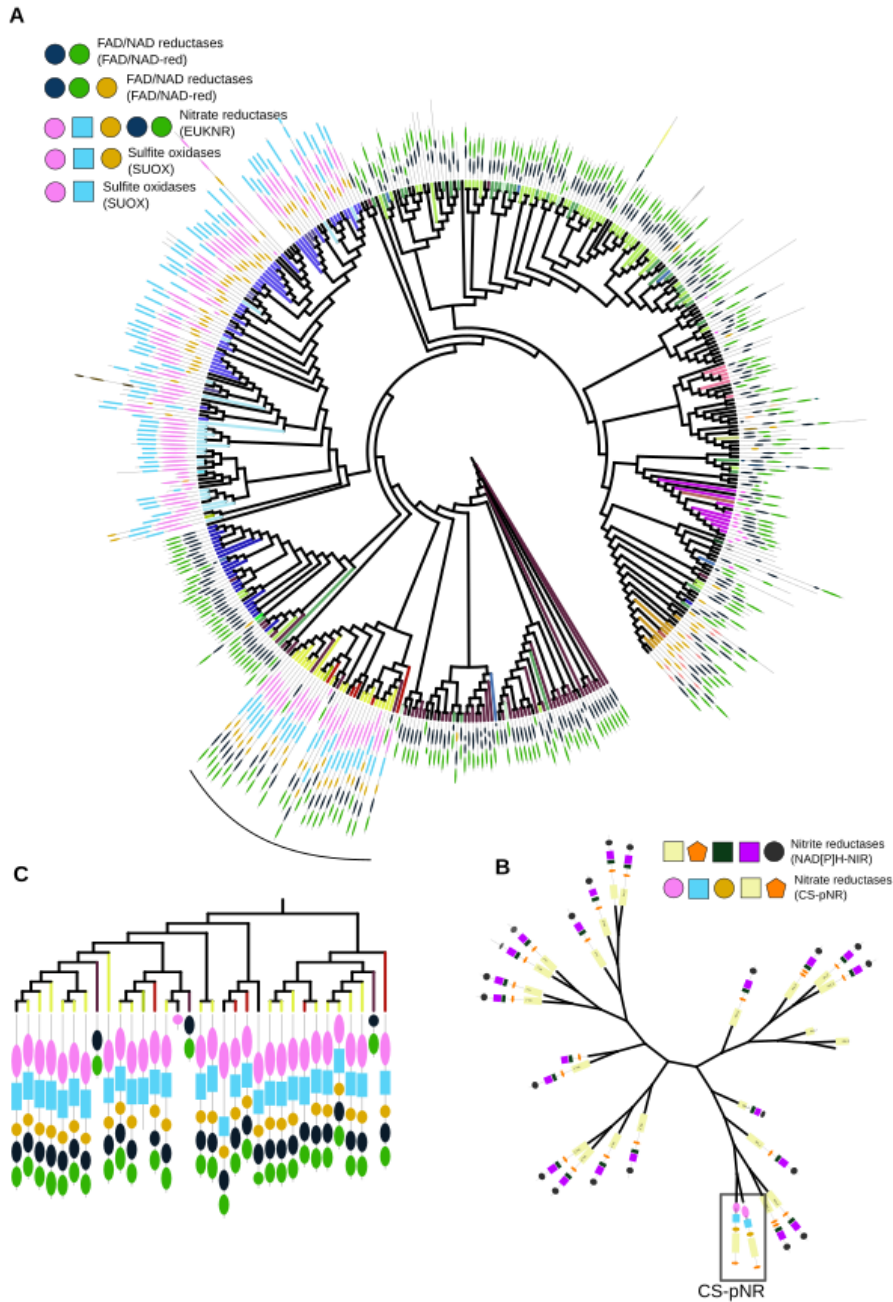 A
FAD/NAD reductases
(FAD/NAD-red)
FAD/NAD reductases
(FAD/NAD-red)
Nitrate reductases
(EUKNR)
Sulfite oxidases
(SUOX)
Sulfite oxidases
(SUOX)
C
B
Nitrite reductases
(NAD[P]H-NIR)
Nitrate reductases
(CS-pNR)
CS-pNR